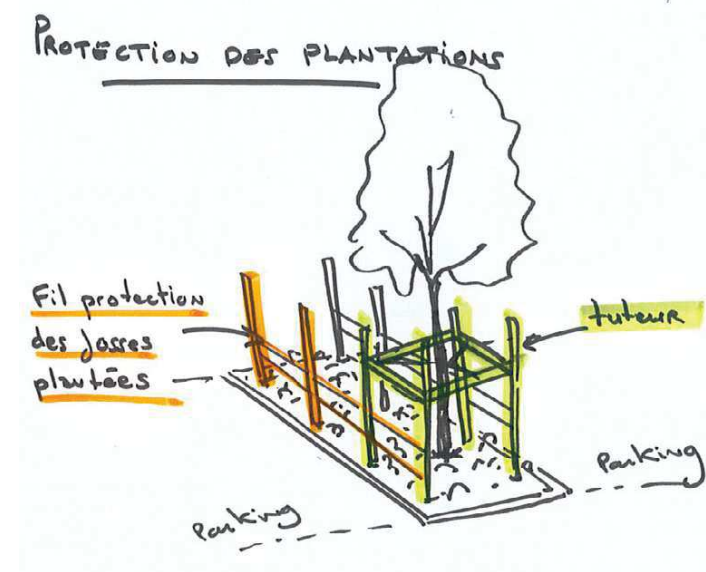 PROTECTION DES PLANTATIONS
Fil protection
des fosses
plantées
tuteur
Parking
Parking